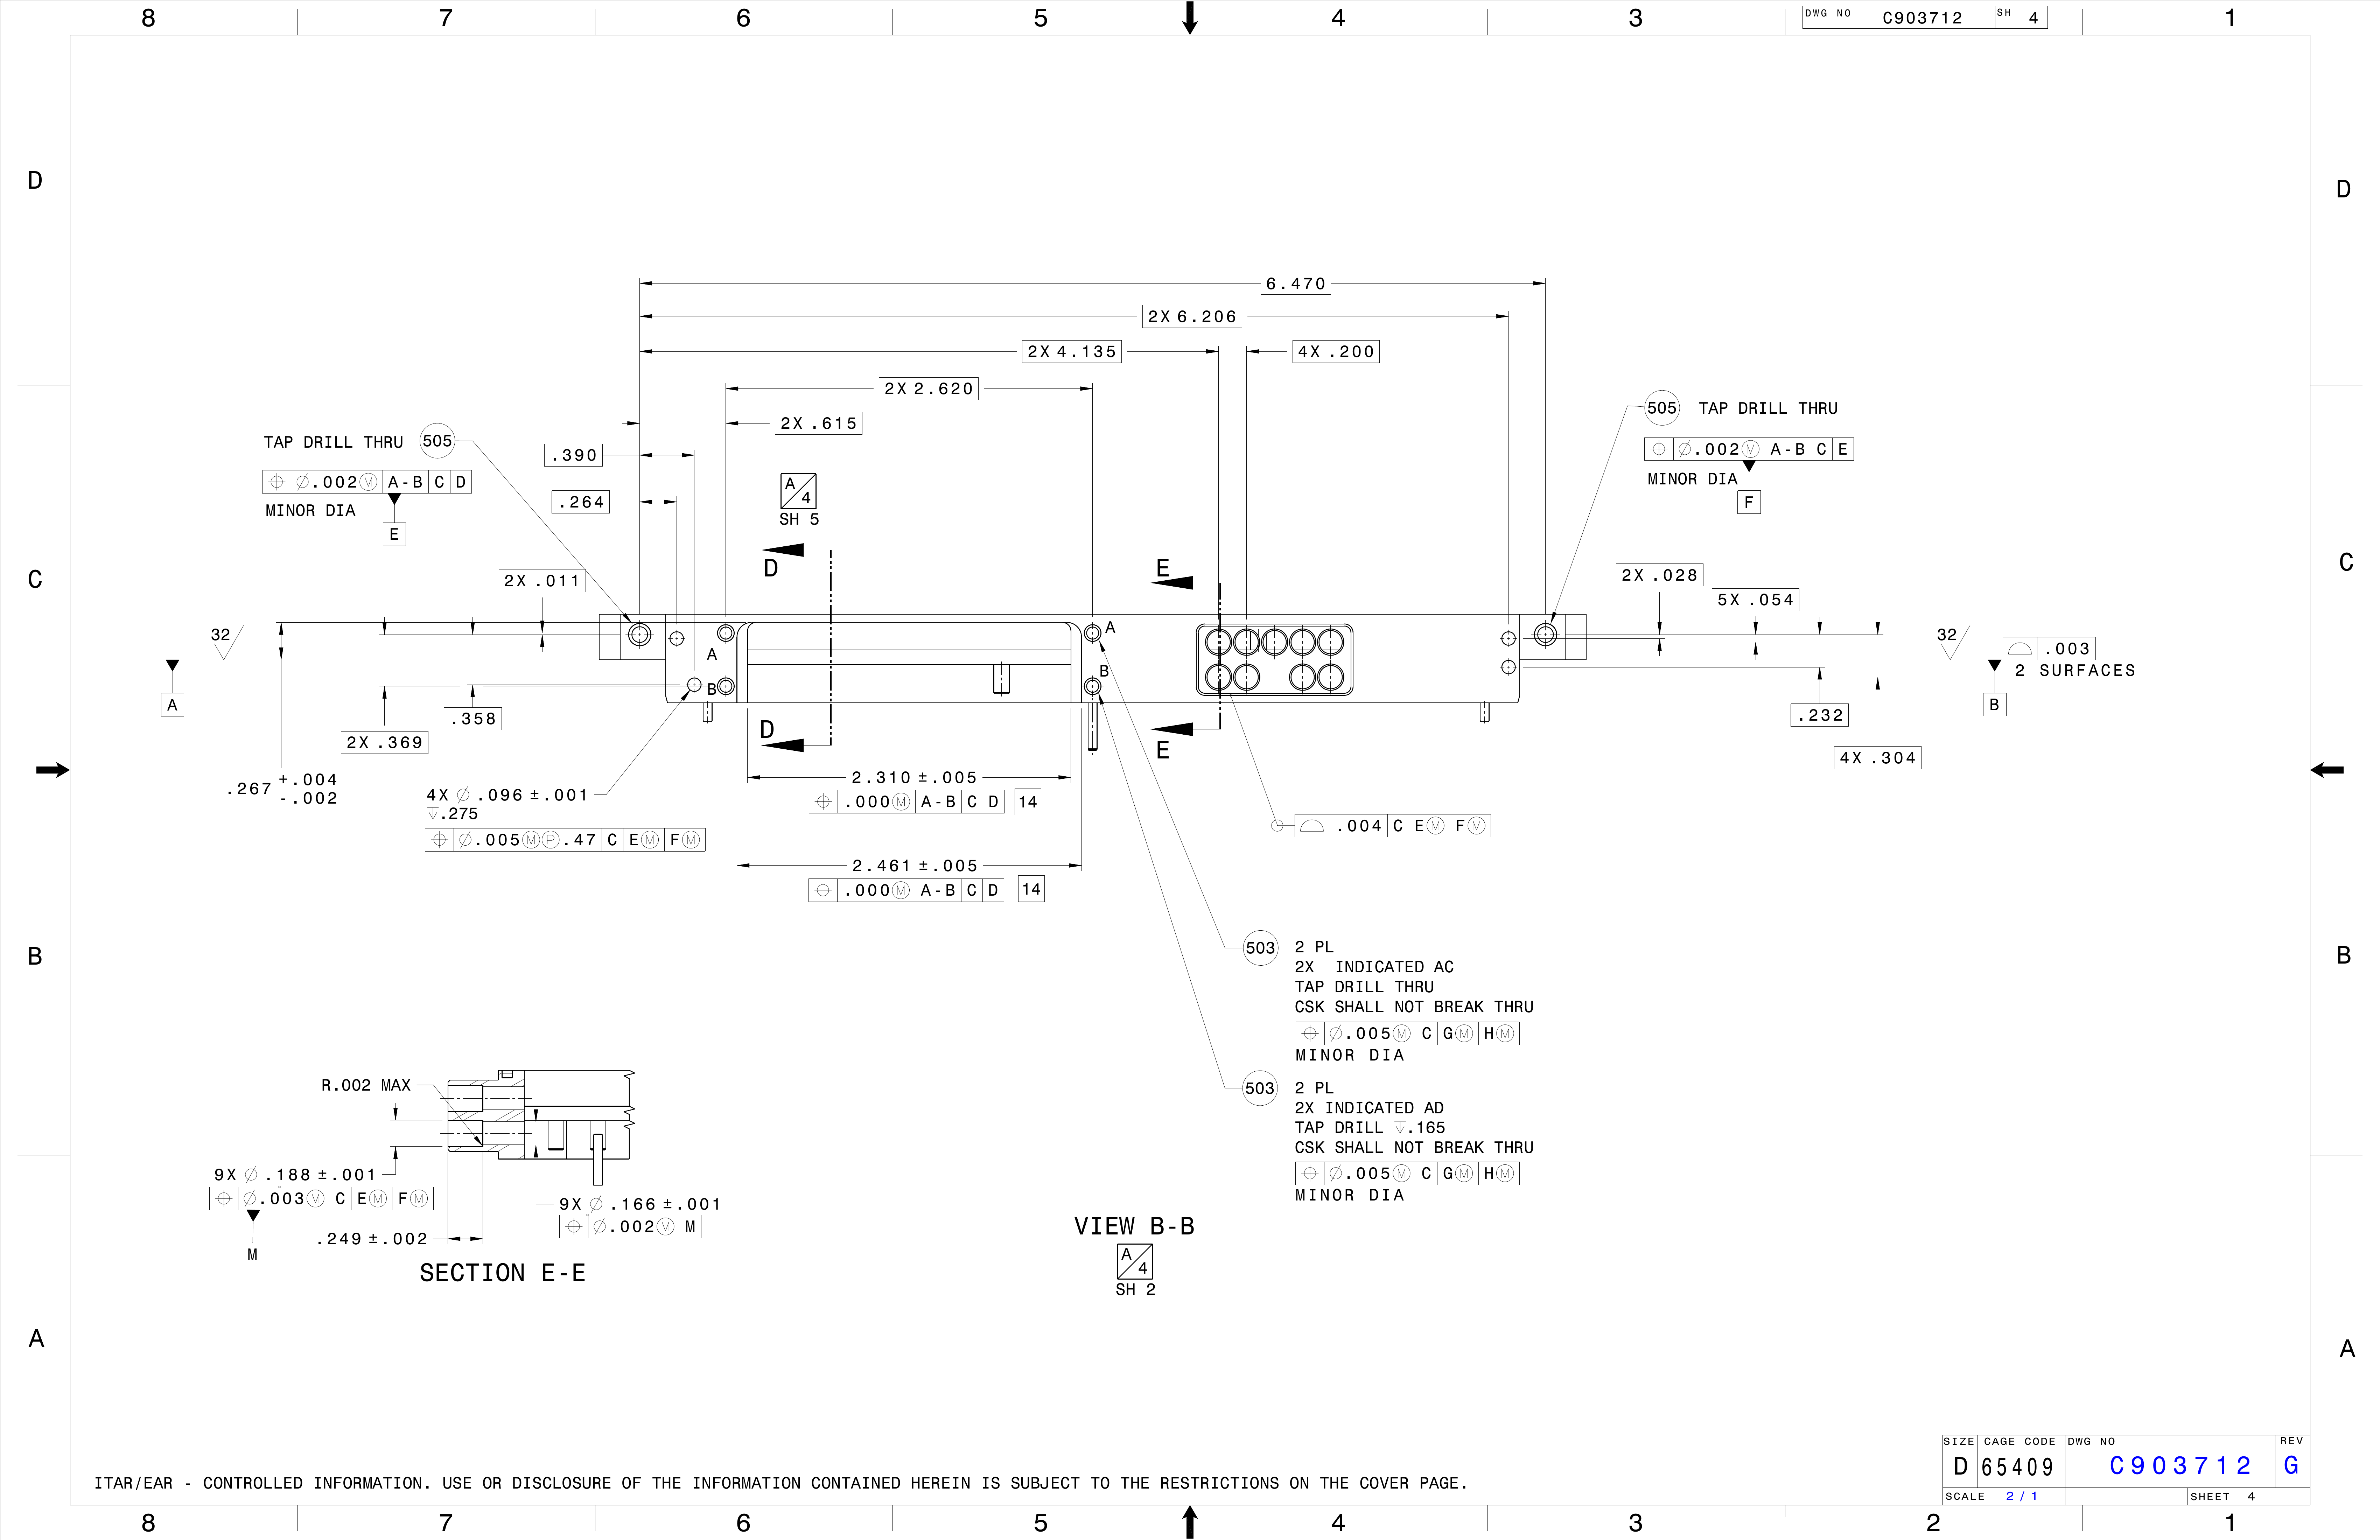 8 7 6 5 4 3 1
DWG NO C903712 SH 4
D D
6.470
2X 6.206
2X 4.135 4X .200
2X 2.620
2X .615
505 TAP DRILL THRU
⌖ ⌀.002Ⓜ A-B C E
MINOR DIA
F
TAP DRILL THRU 505
⌖ ⌀.002Ⓜ A-B C D
MINOR DIA
E
.390
.264
A 4
SH 5
D E
C C
2X .011
2X .028
5X .054
32
32
A
A
⌓ .003
2 SURFACES
B
B
B
A
.358
2X .369
.232
4X .304
D E
.267 +.004 -.002
2.310 ±.005
⌖ .000Ⓜ A-B C D 14
4X ⌀ .096 ±.001
↧.275
⌖ ⌀.005ⓂⓅ.47 C EⓂ FⓂ
⌓ .004 C EⓂ FⓂ
2.461 ±.005
⌖ .000Ⓜ A-B C D 14
B B
503 2 PL
2X INDICATED AC
TAP DRILL THRU
CSK SHALL NOT BREAK THRU
⌖ ⌀.005Ⓜ C GⓂ HⓂ
MINOR DIA
503 2 PL
2X INDICATED AD
TAP DRILL ↧.165
CSK SHALL NOT BREAK THRU
⌖ ⌀.005Ⓜ C GⓂ HⓂ
MINOR DIA
R.002 MAX
9X ⌀ .188 ±.001
⌖ ⌀.003Ⓜ C EⓂ FⓂ
M
.249 ±.002
9X ⌀ .166 ±.001
⌖ ⌀.002Ⓜ M
SECTION E-E
VIEW B-B
A 4
SH 2
A A
SIZE CAGE CODE DWG NO REV
D 65409 C903712 G
SCALE 2 / 1 SHEET 4
ITAR/EAR - CONTROLLED INFORMATION. USE OR DISCLOSURE OF THE INFORMATION CONTAINED HEREIN IS SUBJECT TO THE RESTRICTIONS ON THE COVER PAGE.
8 7 6 5 4 3 2 1